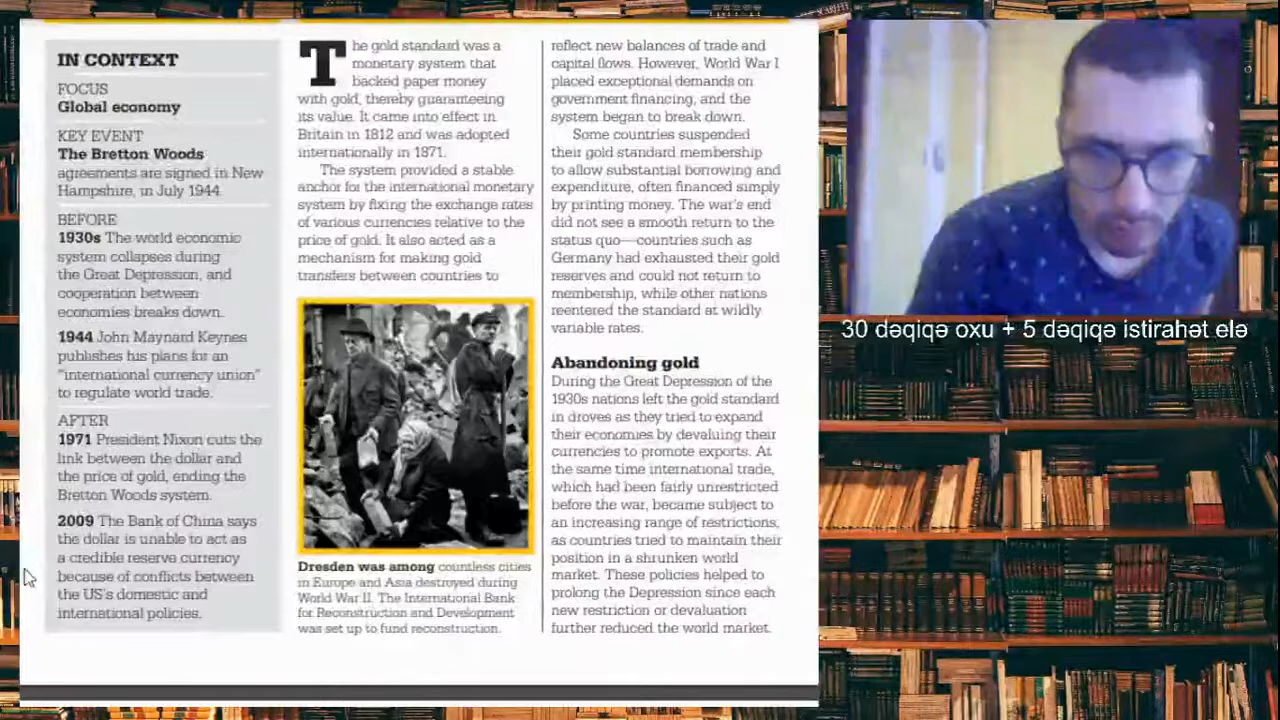 IN CONTEXT
FOCUS
Global economy
KEY EVENT
The Bretton Woods
agreements are signed in New
Hampshire, in July 1944.
BEFORE
1930s The world economic
system collapses during
the Great Depression, and
cooperation between
economies breaks down.
1944 John Maynard Keynes
publishes his plans for an
“international currency union”
to regulate world trade.
AFTER
1971 President Nixon cuts the
link between the dollar and
the price of gold, ending the
Bretton Woods system.
2009 The Bank of China says
the dollar is unable to act as
a credible reserve currency
because of conflicts between
the US's domestic and
international policies.
The gold standard was a
monetary system that
backed paper money
with gold, thereby guaranteeing
its value. It came into effect in
Britain in 1812 and was adopted
internationally in 1871.
The system provided a stable
anchor for the international monetary
system by fixing the exchange rates
of various currencies relative to the
price of gold. It also acted as a
mechanism for making gold
transfers between countries to
Dresden was among countless cities
in Europe and Asia destroyed during
World War II. The International Bank
for Reconstruction and Development
was set up to fund reconstruction.
reflect new balances of trade and
capital flows. However, World War I
placed exceptional demands on
government financing, and the
system began to break down.
Some countries suspended
their gold standard membership
to allow substantial borrowing and
expenditure, often financed simply
by printing money. The war's end
did not see a smooth return to the
status quo—countries such as
Germany had exhausted their gold
reserves and could not return to
membership, while other nations
reentered the standard at wildly
variable rates.
Abandoning gold
During the Great Depression of the
1930s nations left the gold standard
in droves as they tried to expand
their economies by devaluing their
currencies to promote exports. At
the same time international trade,
which had been fairly unrestricted
before the war, became subject to
an increasing range of restrictions,
as countries tried to maintain their
position in a shrunken world
market. These policies helped to
prolong the Depression since each
new restriction or devaluation
further reduced the world market.
30 dəqiqə oxu + 5 dəqiqə istirahət elə